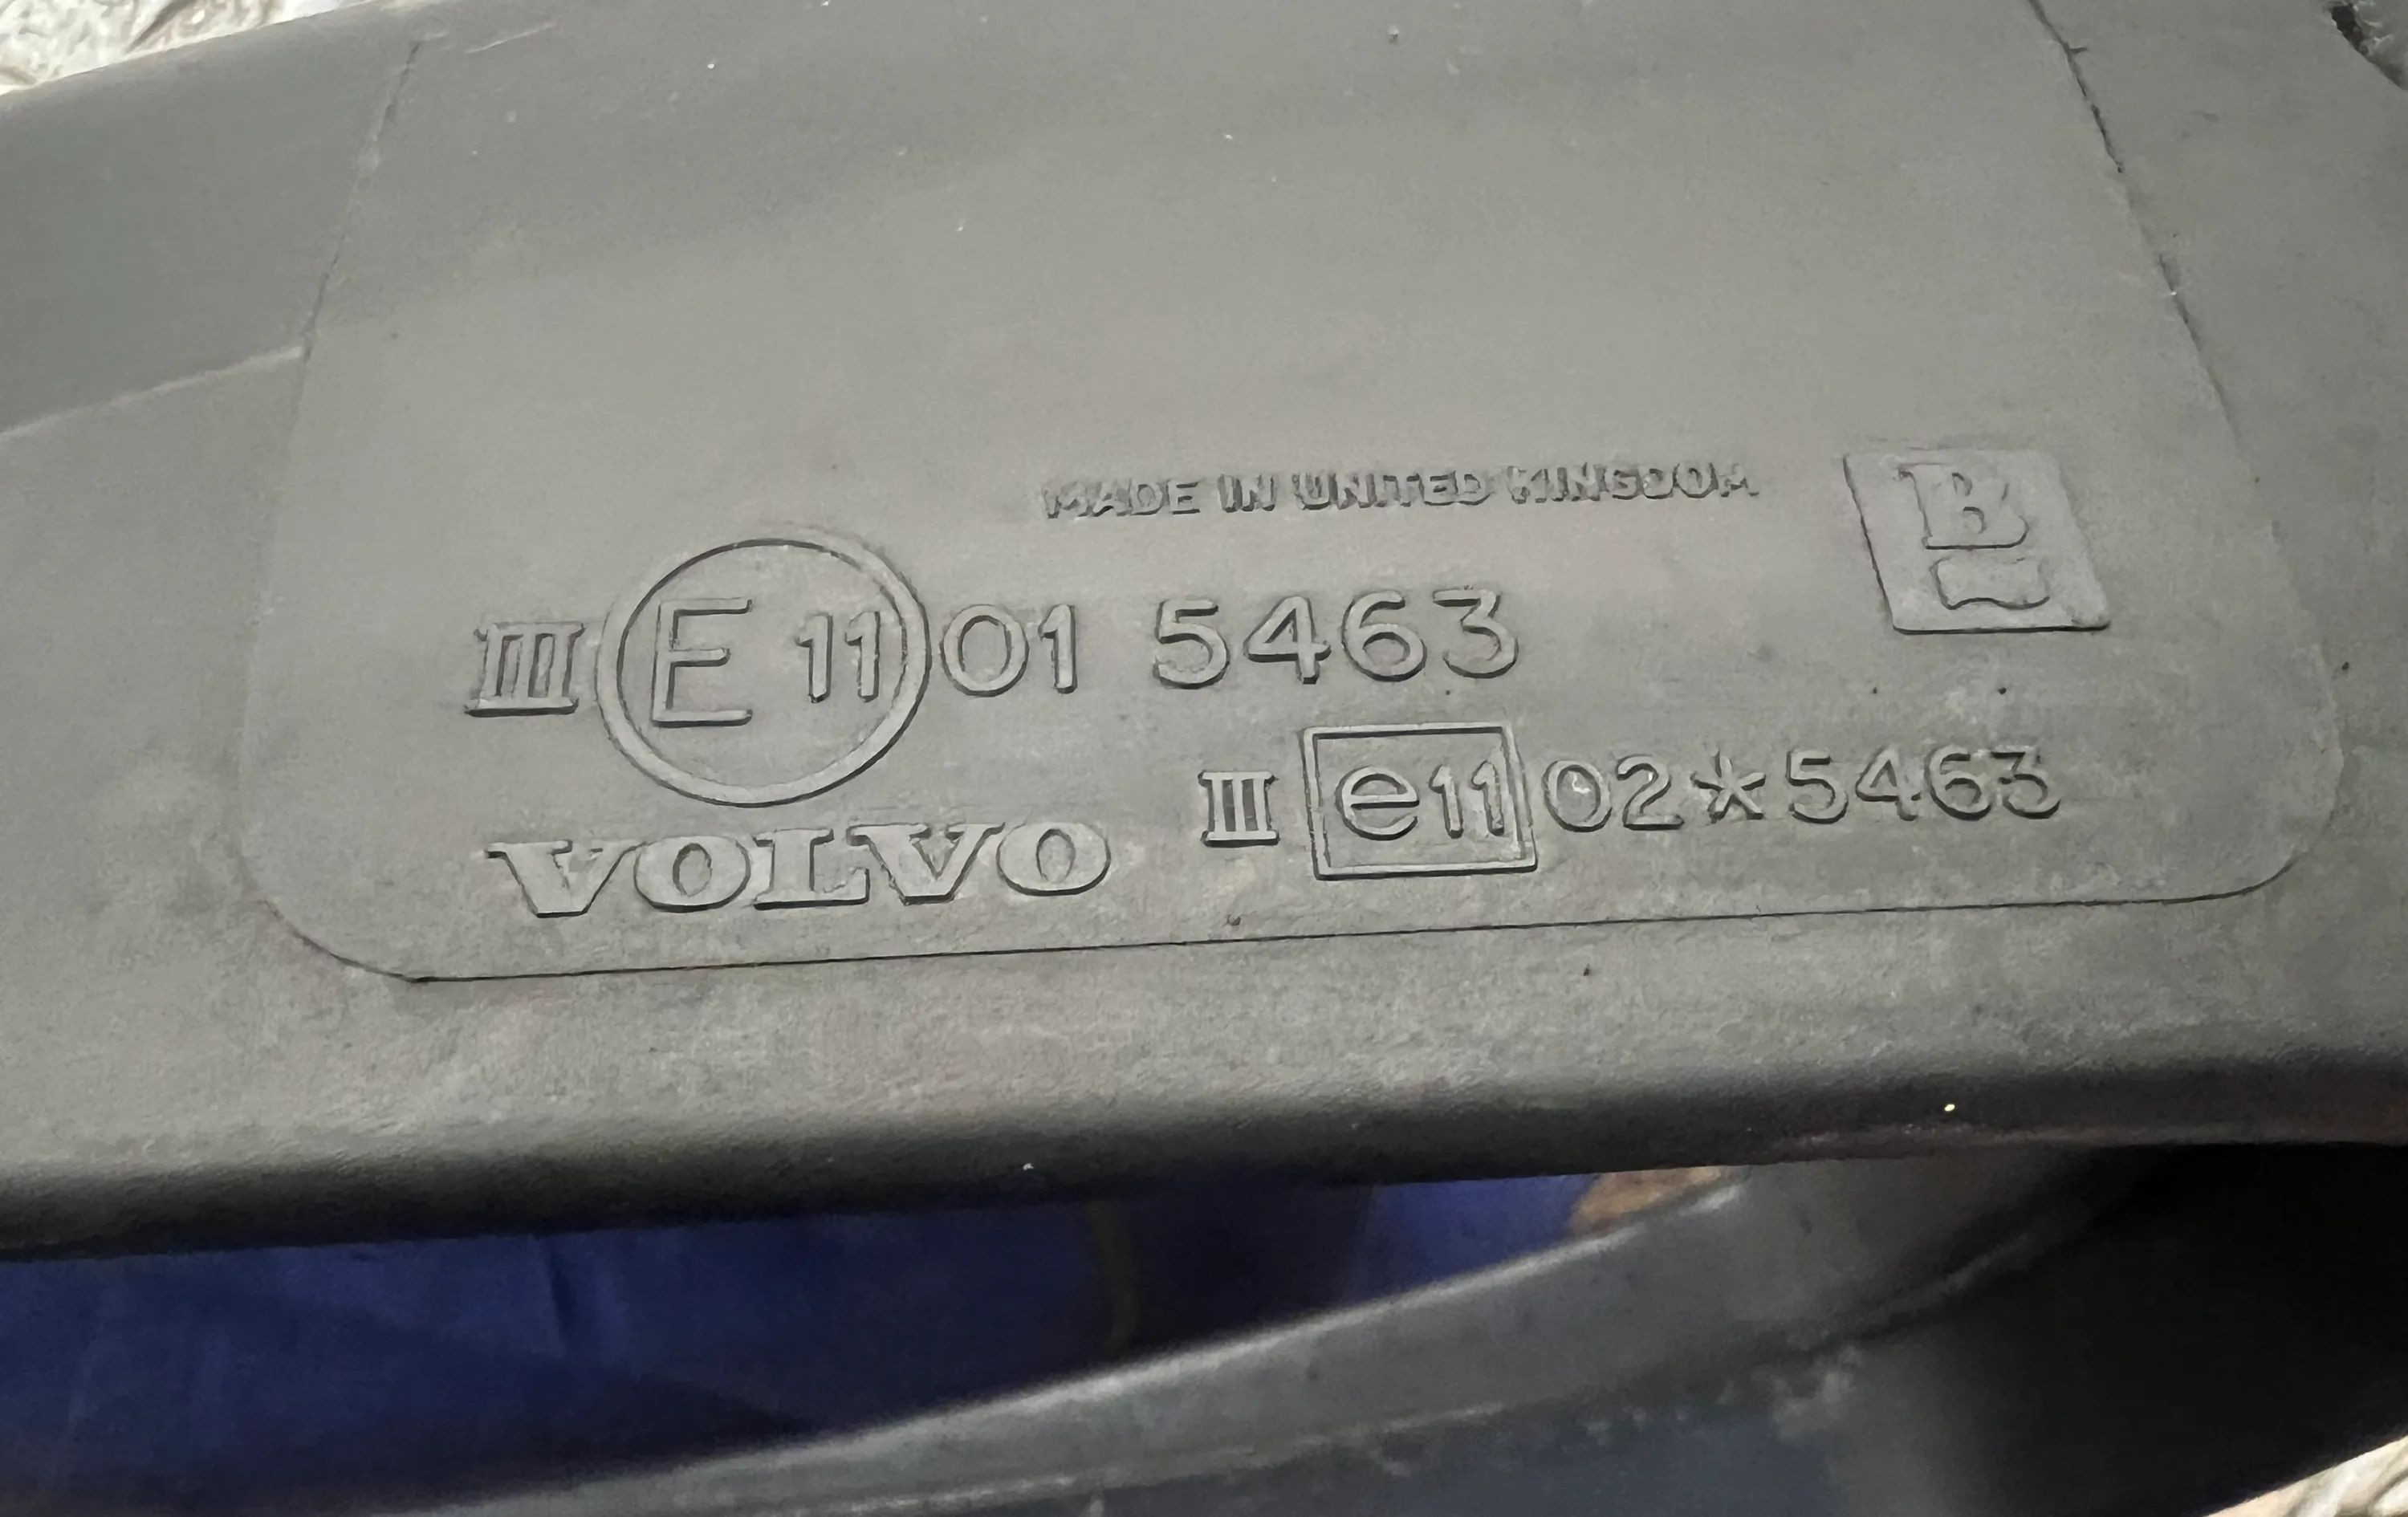 MADE IN UNITED KINGDOM
B
III E 11 01 5463
III e11 02*5463
VOLVO